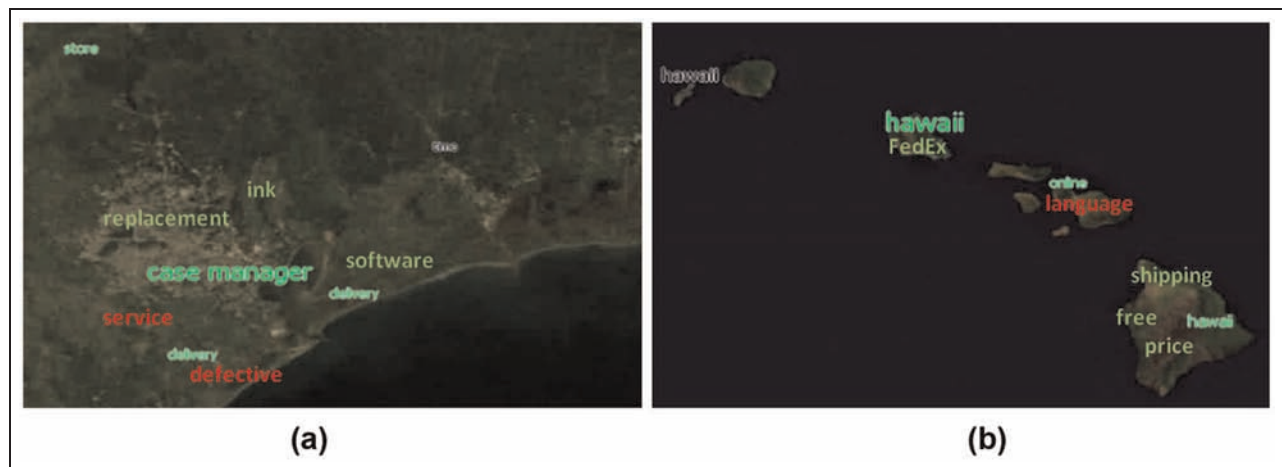 store
time
ink
replacement
case manager
software
delivery
service
delivery
defective
(a)
hawaii
hawaii
FedEx
online
language
shipping
free
hawaii
price
(b)